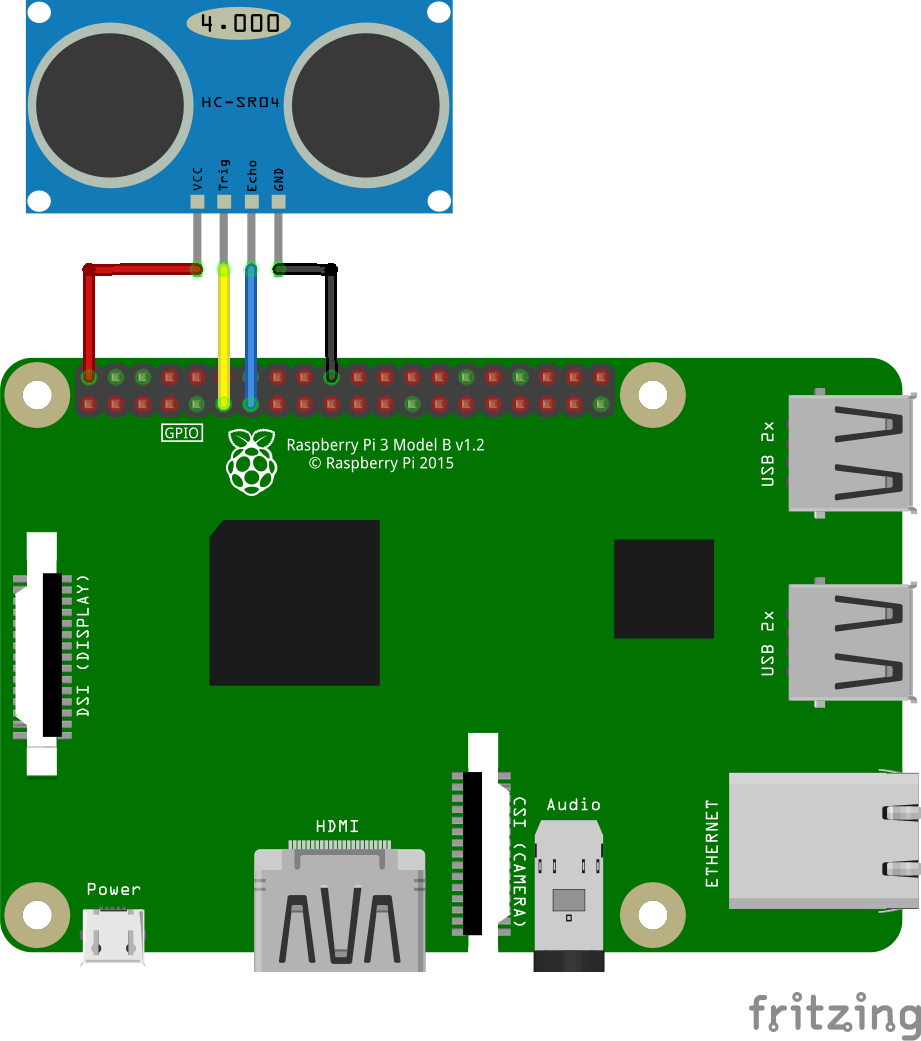 4.000
HC-SR04
VCC
Trig
Echo
GND
GPIO
Raspberry Pi 3 Model B v1.2
© Raspberry Pi 2015
USB 2x
DSI (DISPLAY)
USB 2x
HDMI
CSI (CAMERA)
Audio
ETHERNET
Power
fritzing